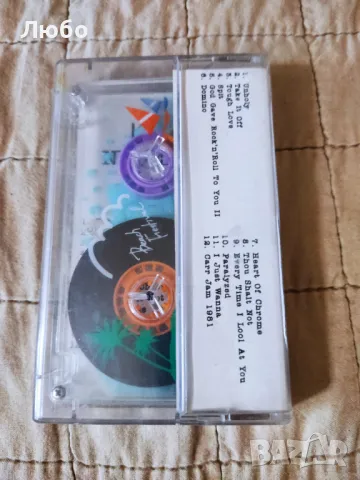 Любо
1. Unholy
2. Take It Off
3. Tough Love
4. Spit
5. God Gave Rock'n'Roll To You II
6. Domino
7. Heart Of Chrome
8. Thou Shalt Not
9. Every Time I Lool At You
10. Paralyzed
11. I Just Wanna
12. Carr Jam 1981
BAZAR